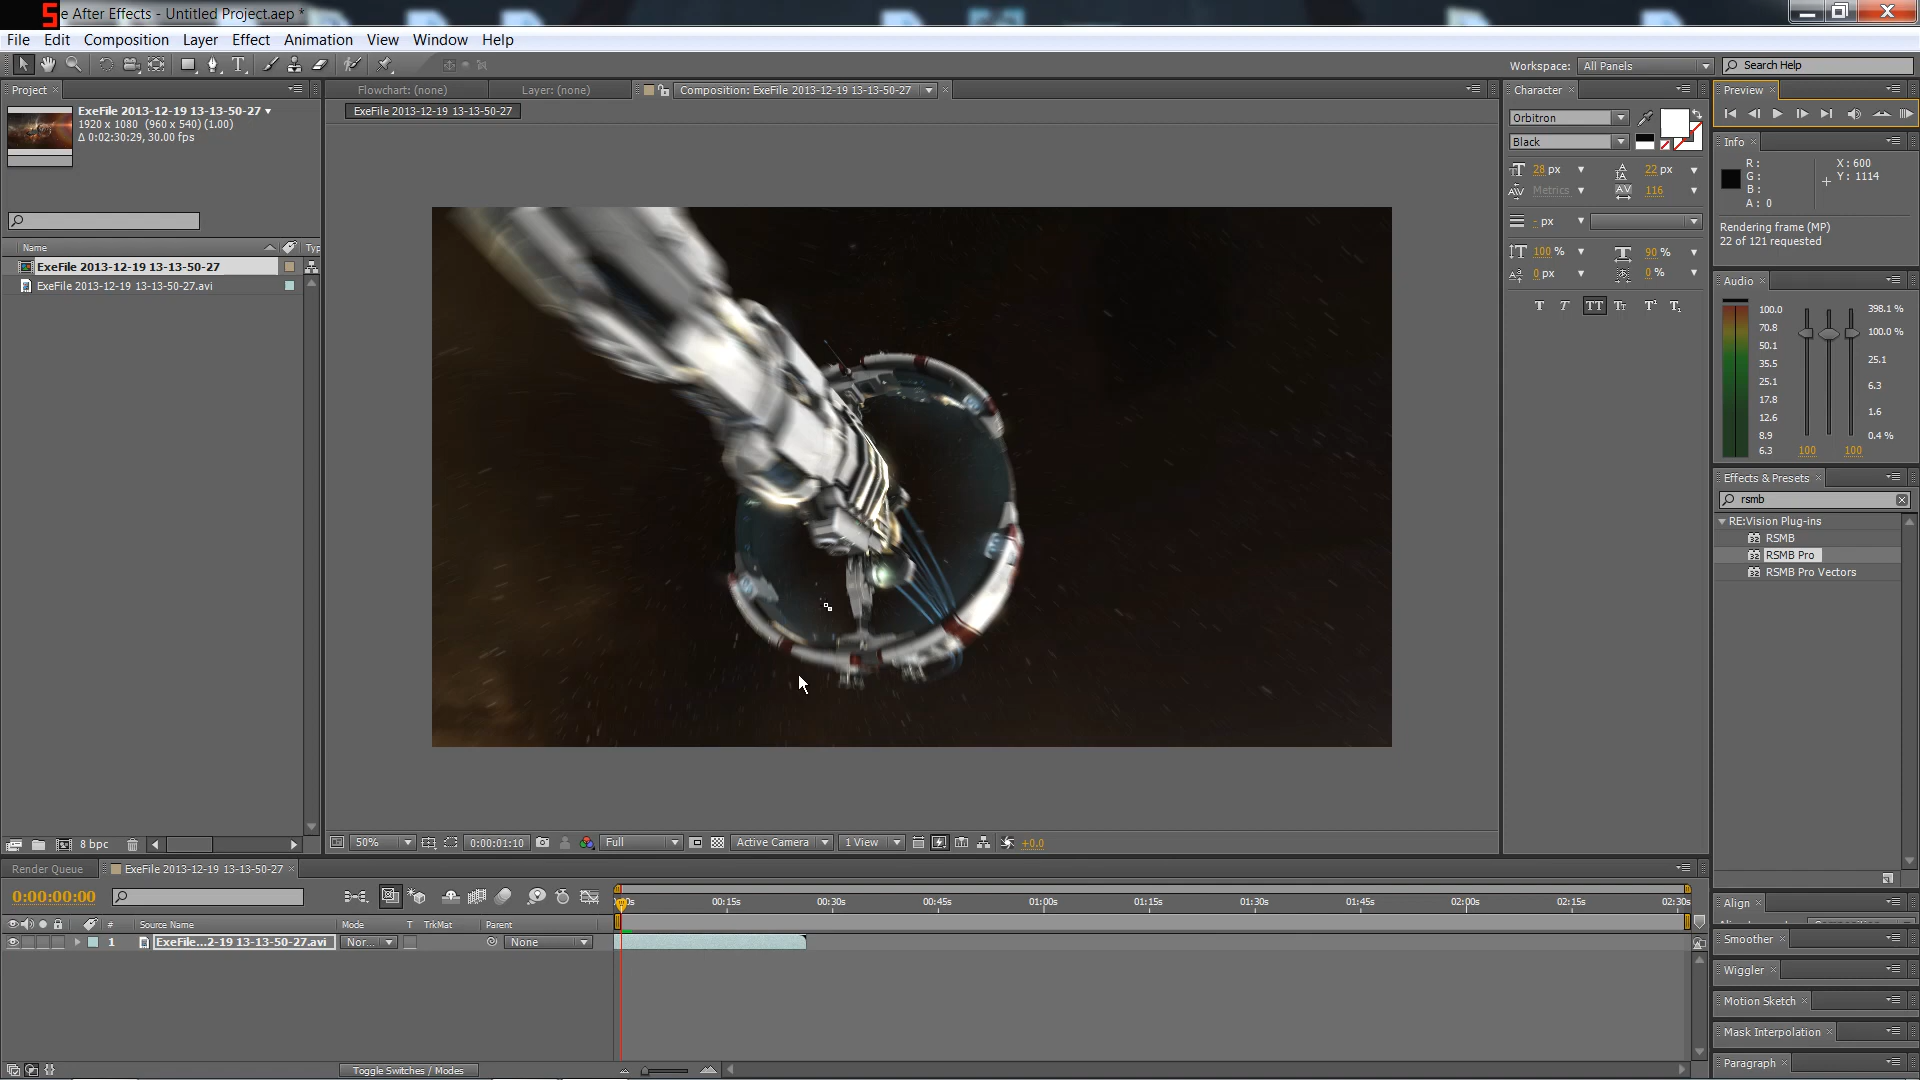 5
e After Effects - Untitled Project.aep *
File Edit Composition Layer Effect Animation View Window Help
T
Workspace: All Panels
Search Help
Project
ExeFile 2013-12-19 13-13-50-27
1920 x 1080 (960 x 540) (1.00)
Δ 0:02:30:29, 30.00 fps
Name Typ
ExeFile 2013-12-19 13-13-50-27
ExeFile 2013-12-19 13-13-50-27.avi
8 bpc
Flowchart: (none)
Layer: (none)
Composition: ExeFile 2013-12-19 13-13-50-27
ExeFile 2013-12-19 13-13-50-27
50%
0:00:01:10
Full
Active Camera
1 View
+0.0
Character
Orbitron
Black
28 px
22 px
Metrics
116
- px
100 %
90 %
0 px
0 %
T T TT Tt T¹ T₁
Preview
Info
R :
G :
B :
A : 0
X : 600
Y : 1114
Rendering frame (MP)
22 of 121 requested
Audio
100.0
70.8
50.1
35.5
25.1
17.8
12.6
8.9
6.3
398.1 %
100.0 %
25.1
6.3
1.6
0.4 %
100 100
Effects & Presets
rsmb
RE:Vision Plug-ins
32 RSMB
32 RSMB Pro
32 RSMB Pro Vectors
Align
Smoother
Wiggler
Motion Sketch
Mask Interpolation
Paragraph
Render Queue
ExeFile 2013-12-19 13-13-50-27
0:00:00:00
00:15s 00:30s 00:45s 01:00s 01:15s 01:30s 01:45s 02:00s 02:15s 02:30s
# Source Name Mode T TrkMat Parent
1 ExeFile...2-19 13-13-50-27.avi Nor... None
Toggle Switches / Modes